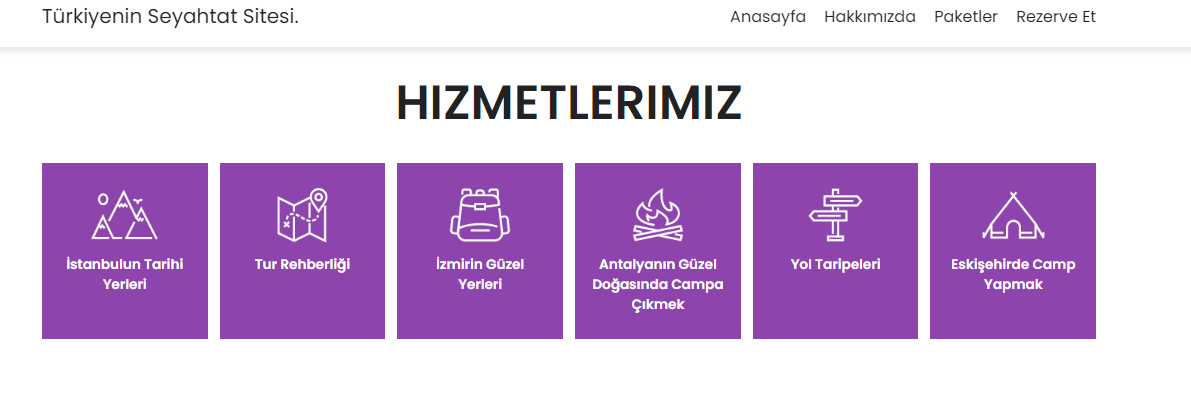 Türkiyenin Seyahtat Sitesi.
Anasayfa Hakkımızda Paketler Rezerve Et
HIZMETLERIMIZ
İstanbulun Tarihi
Yerleri
Tur Rehberliği
İzmirin Güzel
Yerleri
Antalyanın Güzel
Doğasında Campa
Çıkmek
Yol Taripeleri
Eskişehirde Camp
Yapmak